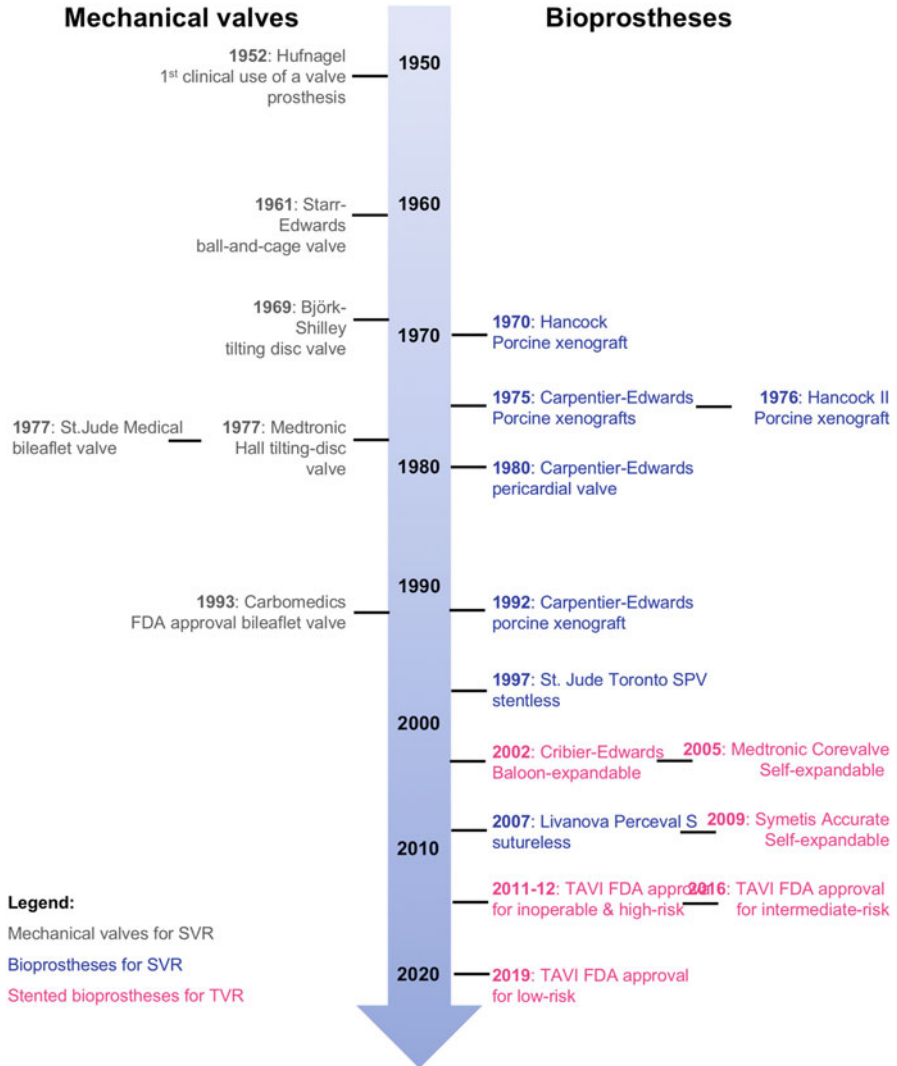 Mechanical valves
Bioprostheses
1952: Hufnagel
1st clinical use of a valve
prosthesis
1950
1961: Starr-
Edwards
ball-and-cage valve
1960
1969: Björk-
Shilley
tilting disc valve
1970
1970: Hancock
Porcine xenograft
1975: Carpentier-Edwards
Porcine xenografts
1976: Hancock II
Porcine xenograft
1977: St.Jude Medical
bileaflet valve
1977: Medtronic
Hall tilting-disc
valve
1980
1980: Carpentier-Edwards
pericardial valve
1990
1993: Carbomedics
FDA approval bileaflet valve
1992: Carpentier-Edwards
porcine xenograft
1997: St. Jude Toronto SPV
stentless
2000
2002: Cribier-Edwards
Baloon-expandable
2005: Medtronic Corevalve
Self-expandable
2007: Livanova Perceval S
sutureless
2009: Symetis Accurate
Self-expandable
2010
2011-12: TAVI FDA approval
for inoperable & high-risk
2016: TAVI FDA approval
for intermediate-risk
Legend:
Mechanical valves for SVR
Bioprostheses for SVR
Stented bioprostheses for TVR
2020
2019: TAVI FDA approval
for low-risk